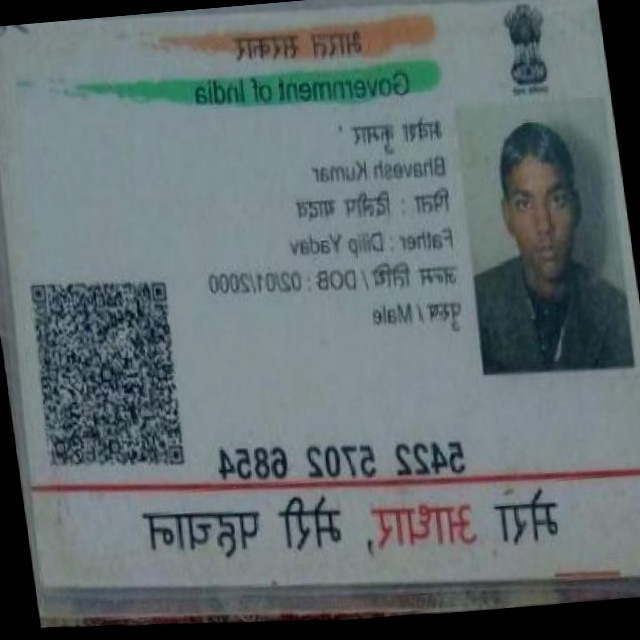 भारत सरकार
Government of India
भवेश कुमार
Bhavesh Kumar
पिता : दिलीप यादव
Father : Dilip Yadav
जन्म तिथि / DOB : 02/01/2000
पुरुष / Male
5422 5702 6854
मेरा आधार, मेरी पहचान